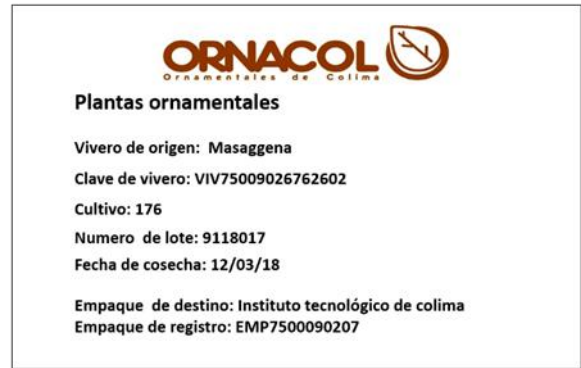 ORNACOL
Ornamentales de Colima
Plantas ornamentales
Vivero de origen: Masaggena
Clave de vivero: VIV75009026762602
Cultivo: 176
Numero de lote: 9118017
Fecha de cosecha: 12/03/18
Empaque de destino: Instituto tecnológico de colima
Empaque de registro: EMP7500090207